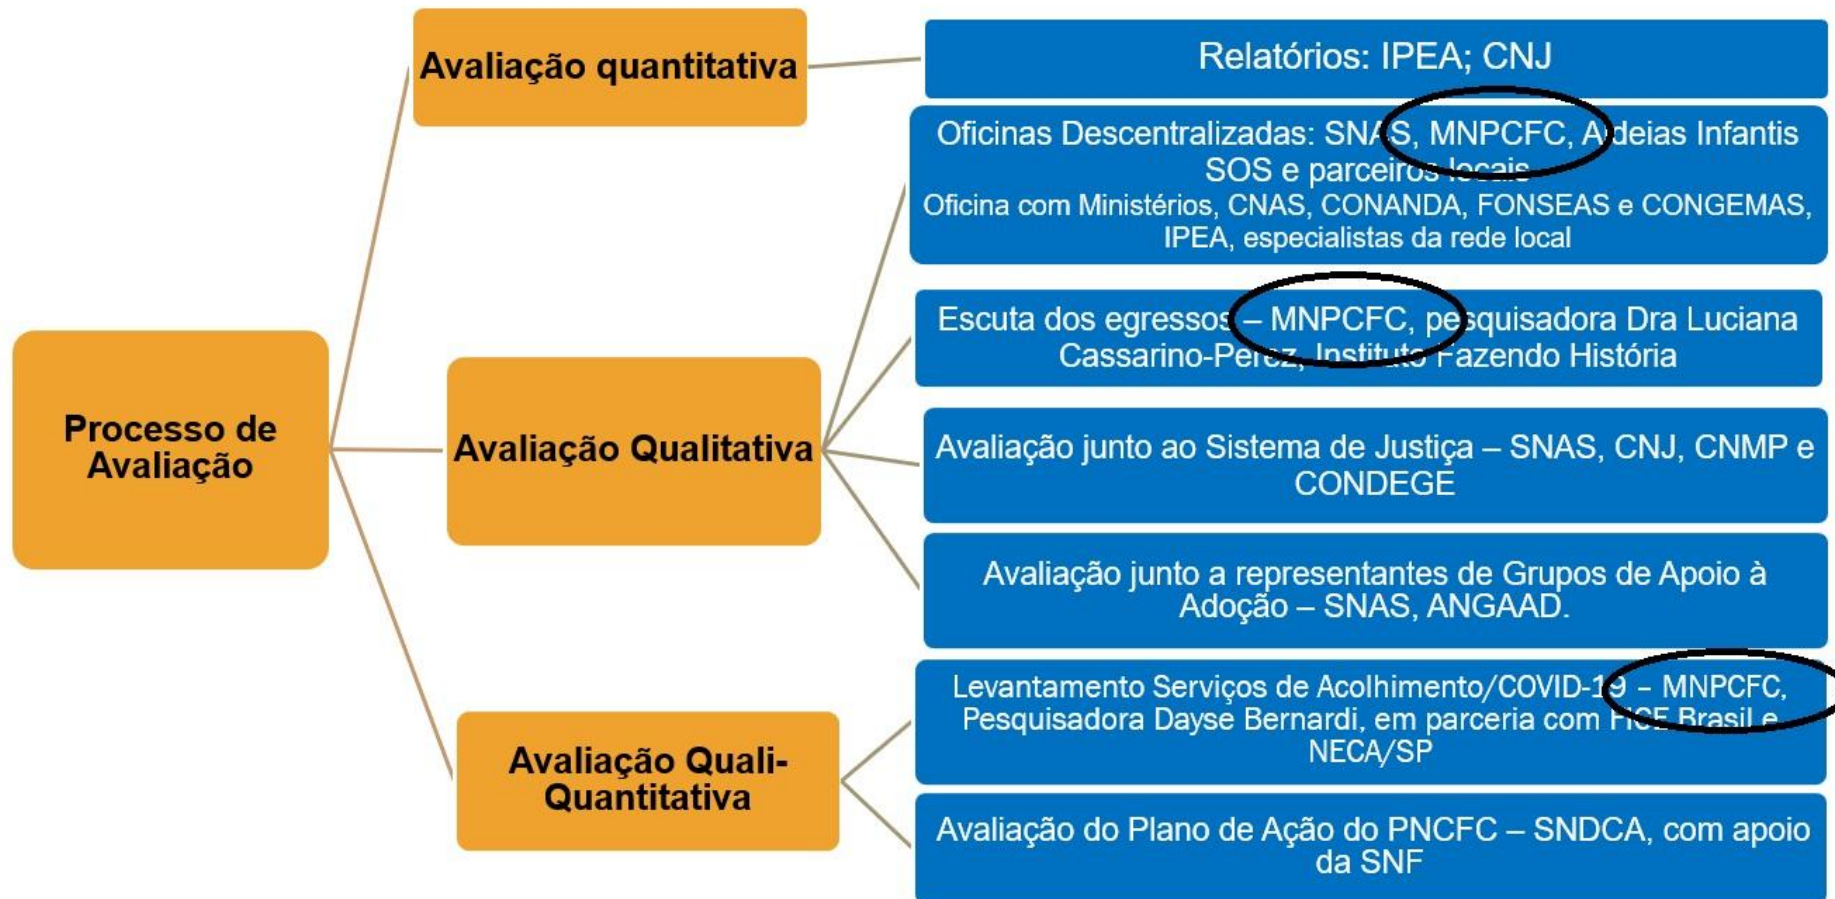 Processo de
Avaliação
Avaliação quantitativa
Relatórios: IPEA; CNJ
Avaliação Qualitativa
Oficinas Descentralizadas: SNAS, MNPCFC, Aldeias Infantis
SOS e parceiros locais
Oficina com Ministérios, CNAS, CONANDA, FONSEAS e CONGEMAS,
IPEA, especialistas da rede local
Escuta dos egressos – MNPCFC, pesquisadora Dra Luciana
Cassarino-Perez, Instituto Fazendo História
Avaliação junto ao Sistema de Justiça – SNAS, CNJ, CNMP e
CONDEGE
Avaliação junto a representantes de Grupos de Apoio à
Adoção – SNAS, ANGAAD.
Avaliação Quali-
Quantitativa
Levantamento Serviços de Acolhimento/COVID-19 – MNPCFC,
Pesquisadora Dayse Bernardi, em parceria com FICE Brasil e
NECA/SP
Avaliação do Plano de Ação do PNCFC – SNDCA, com apoio
da SNF